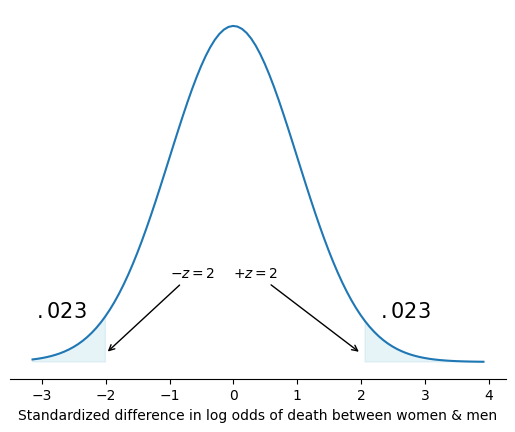 −z = 2 +z = 2
.023 .023
−3 −2 −1 0 1 2 3 4
Standardized difference in log odds of death between women & men